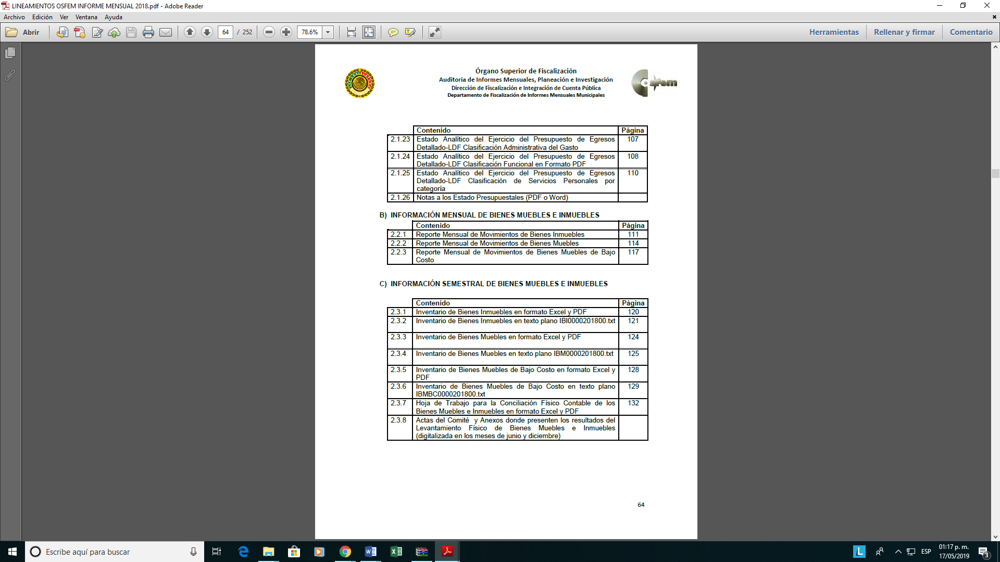 LINEAMIENTOS OSFEM INFORME MENSUAL 2018.pdf - Adobe Reader
Archivo Edición Ver Ventana Ayuda
Abrir 64 / 252 78.6% Herramientas Rellenar y firmar Comentario
Órgano Superior de Fiscalización
Auditoría de Informes Mensuales, Planeación e Investigación
Dirección de Fiscalización e Integración de Cuenta Pública
Departamento de Fiscalización de Informes Mensuales Municipales
osfem
Contenido Página
2.1.23 Estado Analítico del Ejercicio del Presupuesto de Egresos 107
Detallado-LDF Clasificación Administrativa del Gasto
2.1.24 Estado Analítico del Ejercicio del Presupuesto de Egresos 108
Detallado-LDF Clasificación Funcional en Formato PDF
2.1.25 Estado Analítico del Ejercicio del Presupuesto de Egresos 110
Detallado-LDF Clasificación de Servicios Personales por
categoría
2.1.26 Notas a los Estado Presupuestales (PDF o Word)
B) INFORMACIÓN MENSUAL DE BIENES MUEBLES E INMUEBLES
Contenido Página
2.2.1 Reporte Mensual de Movimientos de Bienes Inmuebles 111
2.2.2 Reporte Mensual de Movimientos de Bienes Muebles 114
2.2.3 Reporte Mensual de Movimientos de Bienes Muebles de Bajo 117
Costo
C) INFORMACIÓN SEMESTRAL DE BIENES MUEBLES E INMUEBLES
Contenido Página
2.3.1 Inventario de Bienes Inmuebles en formato Excel y PDF 120
2.3.2 Inventario de Bienes Inmuebles en texto plano IBI0000201800.txt 121
2.3.3 Inventario de Bienes Muebles en formato Excel y PDF 124
2.3.4 Inventario de Bienes Muebles en texto plano IBM0000201800.txt 125
2.3.5 Inventario de Bienes Muebles de Bajo Costo en formato Excel y 128
PDF
2.3.6 Inventario de Bienes Muebles de Bajo Costo en texto plano 129
IBMBC0000201800.txt
2.3.7 Hoja de Trabajo para la Conciliación Físico Contable de los 132
Bienes Muebles e Inmuebles en formato Excel y PDF
2.3.8 Actas del Comité y Anexos donde presenten los resultados del
Levantamiento Físico de Bienes Muebles e Inmuebles
(digitalizada en los meses de junio y diciembre)
64
Escribe aquí para buscar
L ESP 01:17 p. m.
17/05/2019 3